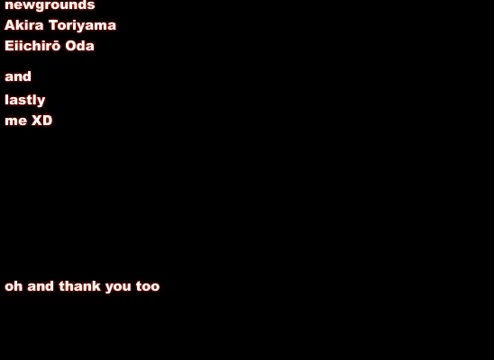 newgrounds
Akira Toriyama
Eiichirō Oda
and
lastly
me XD
oh and thank you too